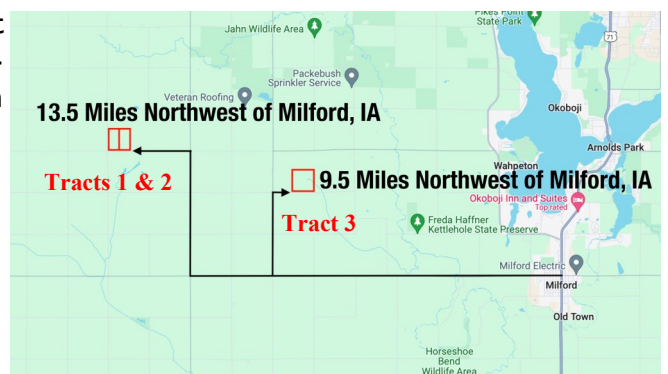 Pikes Point
State Park
Jahn Wildlife Area
71
Packebush
Sprinkler Service
Veteran Roofing
Okoboji
13.5 Miles Northwest of Milford, IA
Arnolds Park
Wahpeton
Tracts 1 & 2
9.5 Miles Northwest of Milford, IA
Okoboji Inn and Suites
Top rated
Tract 3
Freda Haffner
Kettlehole State Preserve
Milford Electric
Milford
Old Town
Horseshoe
Bend
Wildlife Area